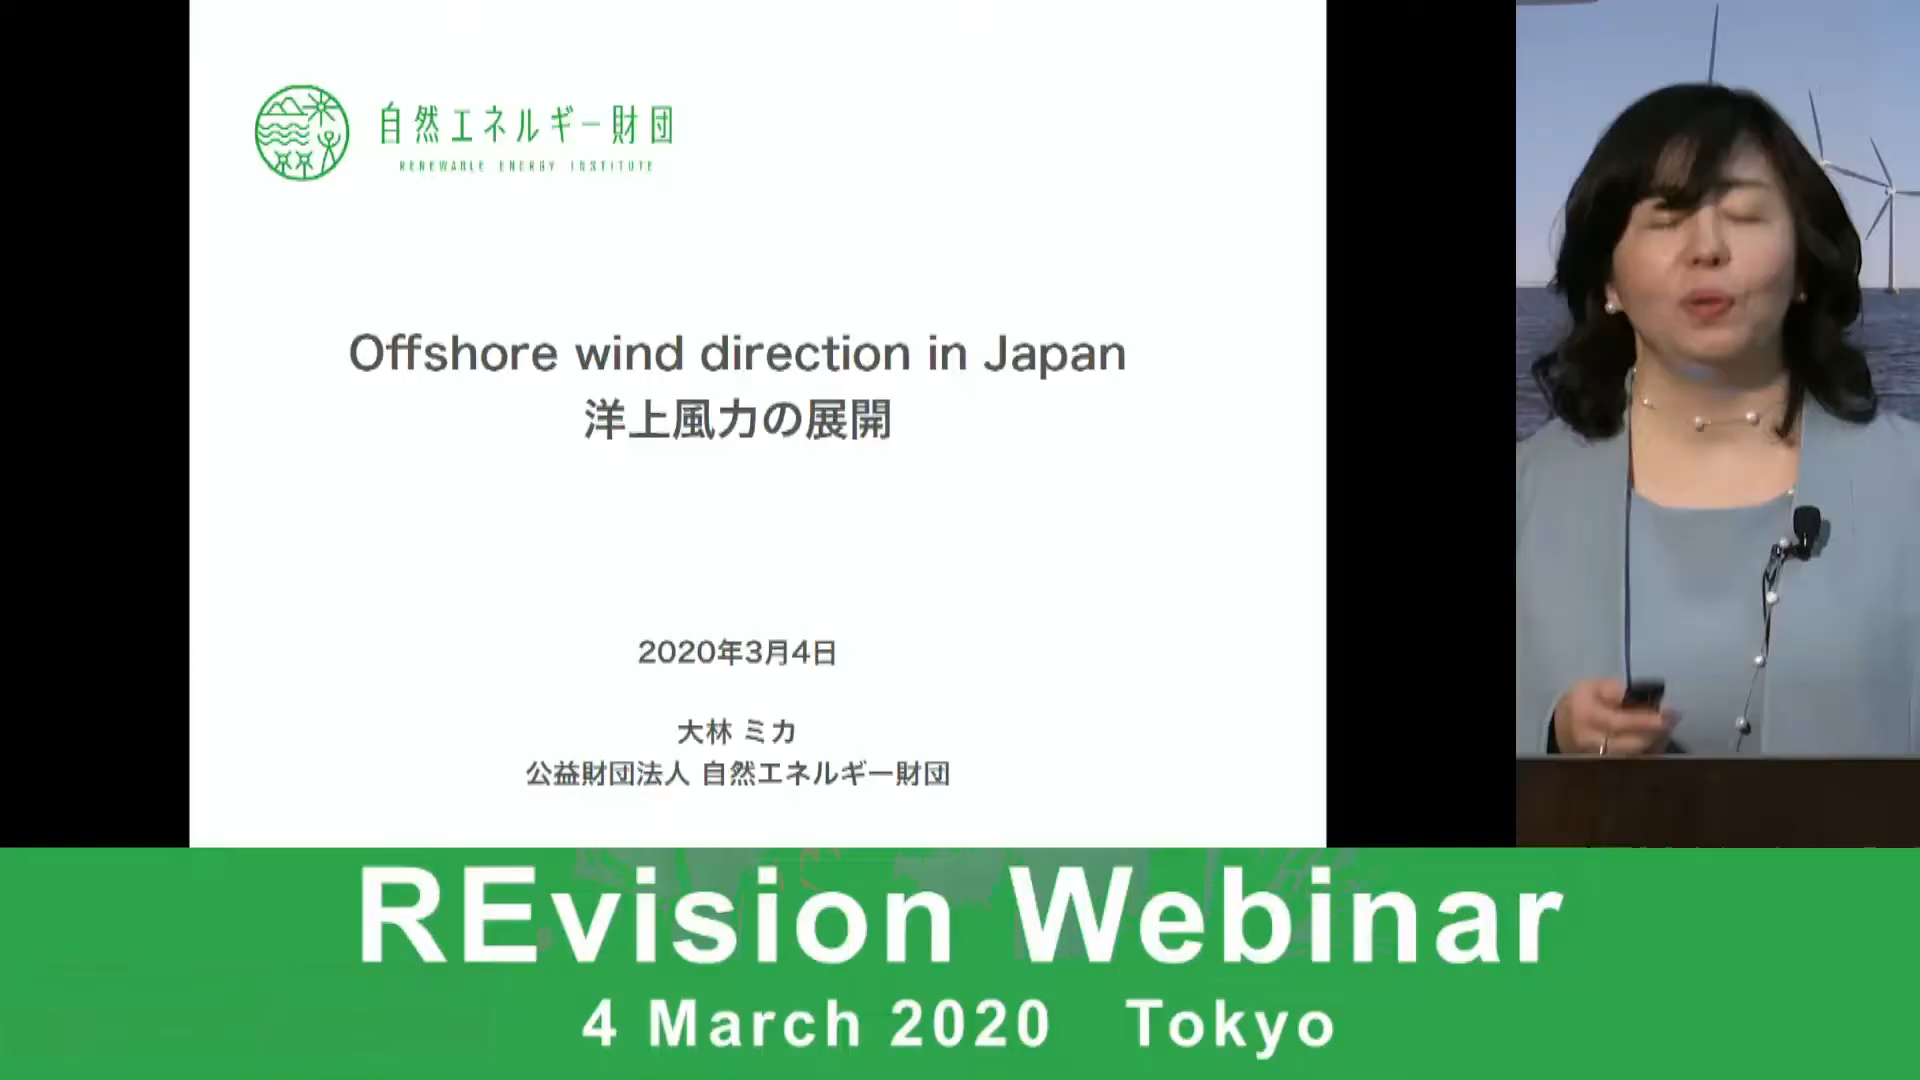 自然エネルギー財団
RENEWABLE ENERGY INSTITUTE
Offshore wind direction in Japan
洋上風力の展開
2020年3月4日
大林 ミカ
公益財団法人 自然エネルギー財団
REvision Webinar
4 March 2020 Tokyo